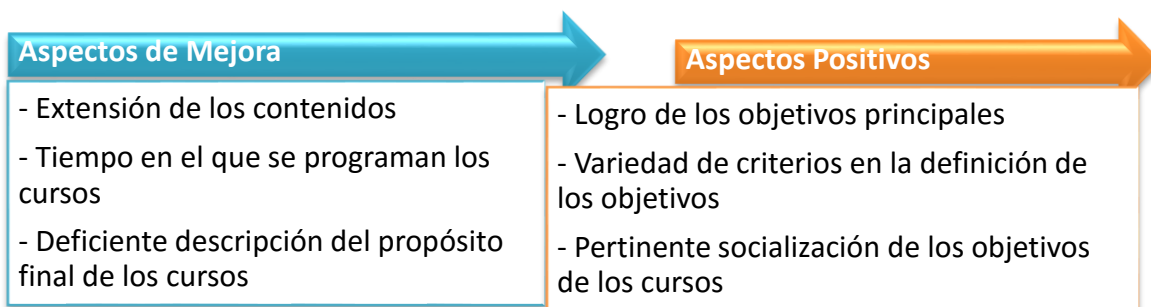 Aspectos de Mejora
- Extensión de los contenidos
- Tiempo en el que se programan los
cursos
- Deficiente descripción del propósito
final de los cursos
Aspectos Positivos
- Logro de los objetivos principales
- Variedad de criterios en la definición de
los objetivos
- Pertinente socialización de los objetivos
de los cursos